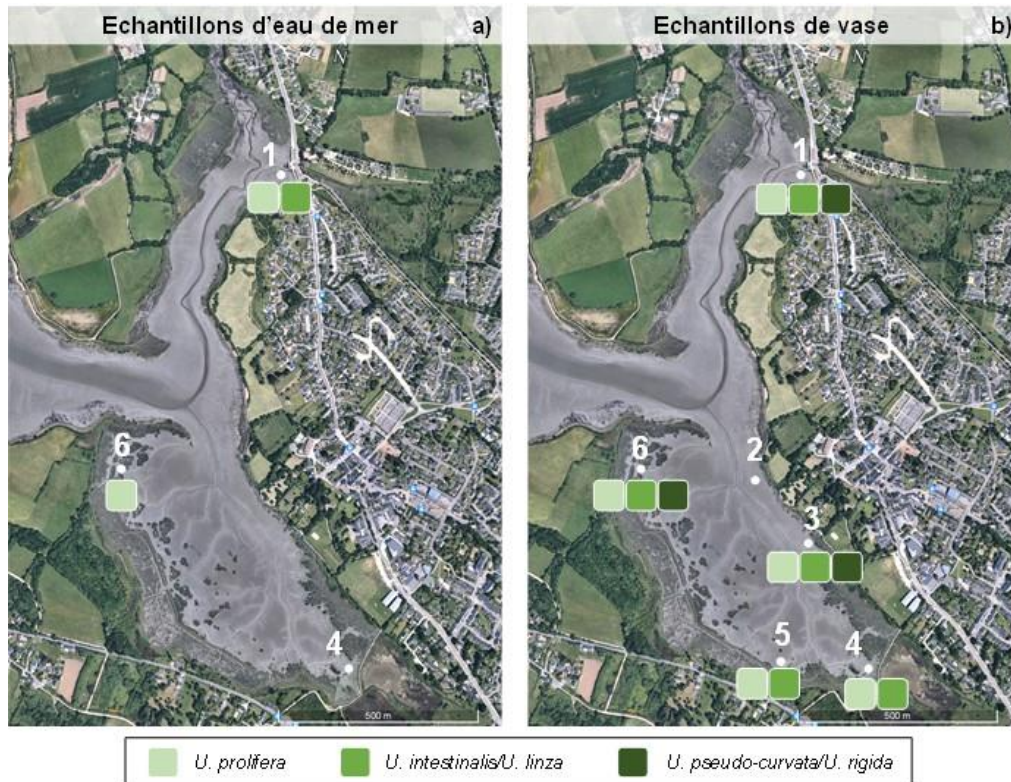 Echantillons d'eau de mer a)
N
1
6
4
500 m
Echantillons de vase b)
N
1
6
2
3
5
4
500 m
U. prolifera
U. intestinalis/U. linza
U. pseudo-curvata/U. rigida